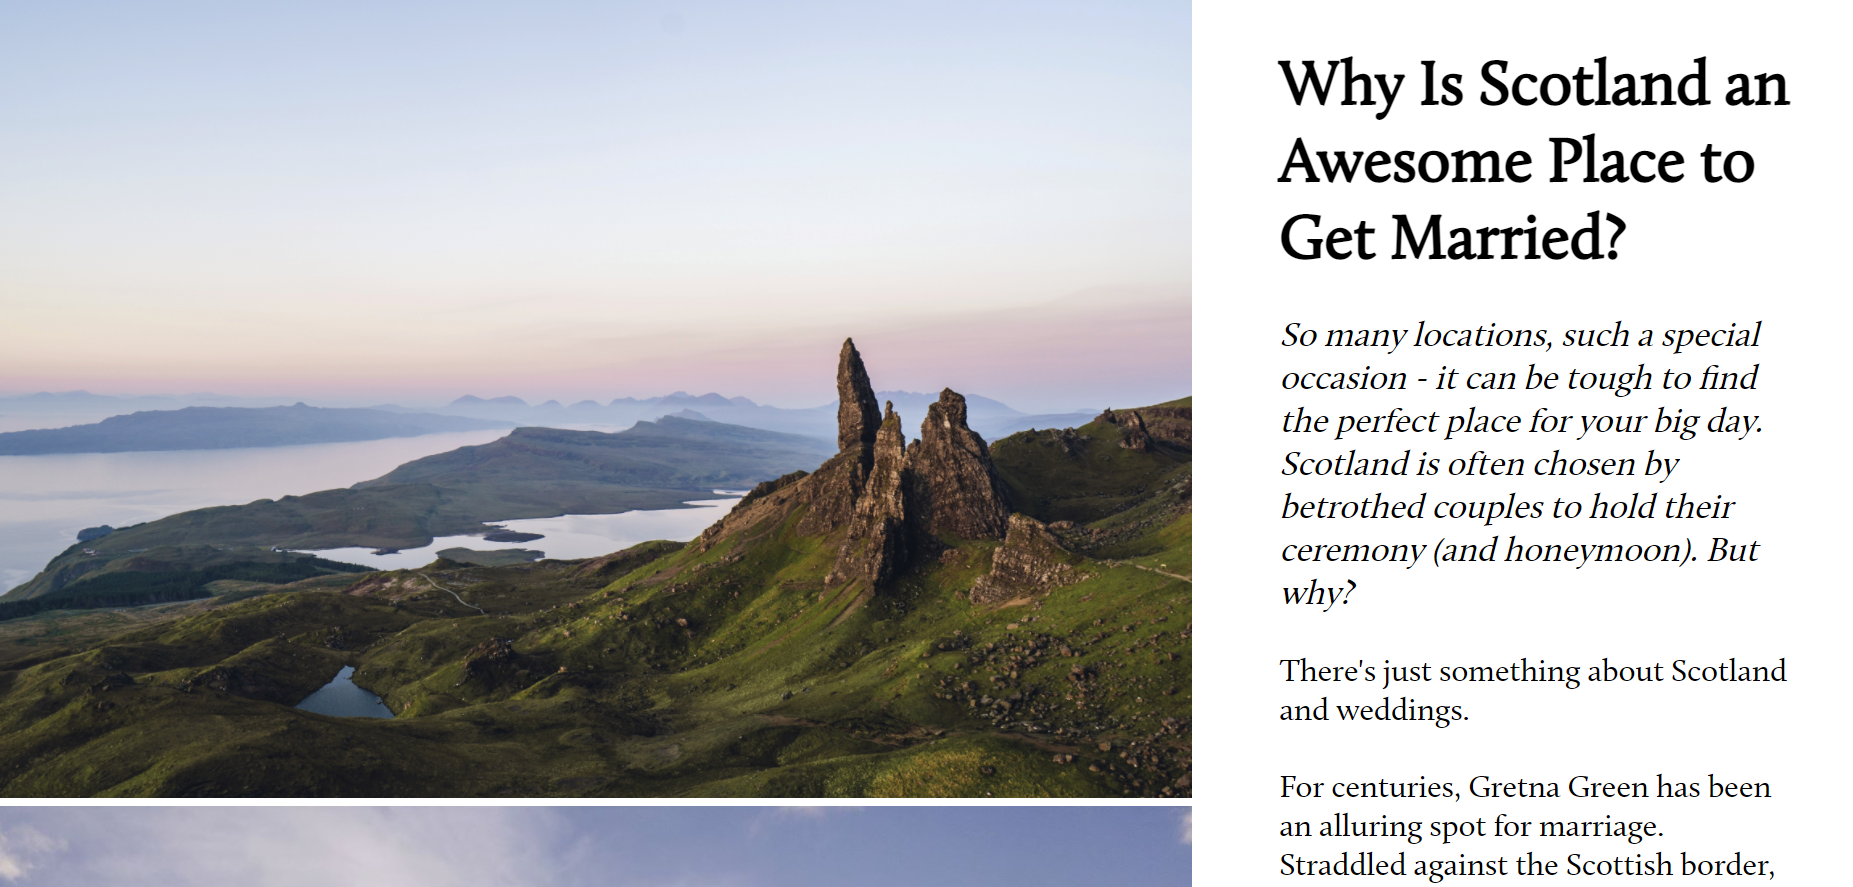 Why Is Scotland an
Awesome Place to
Get Married?
So many locations, such a special
occasion - it can be tough to find
the perfect place for your big day.
Scotland is often chosen by
betrothed couples to hold their
ceremony (and honeymoon). But
why?
There's just something about Scotland
and weddings.
For centuries, Gretna Green has been
an alluring spot for marriage.
Straddled against the Scottish border,